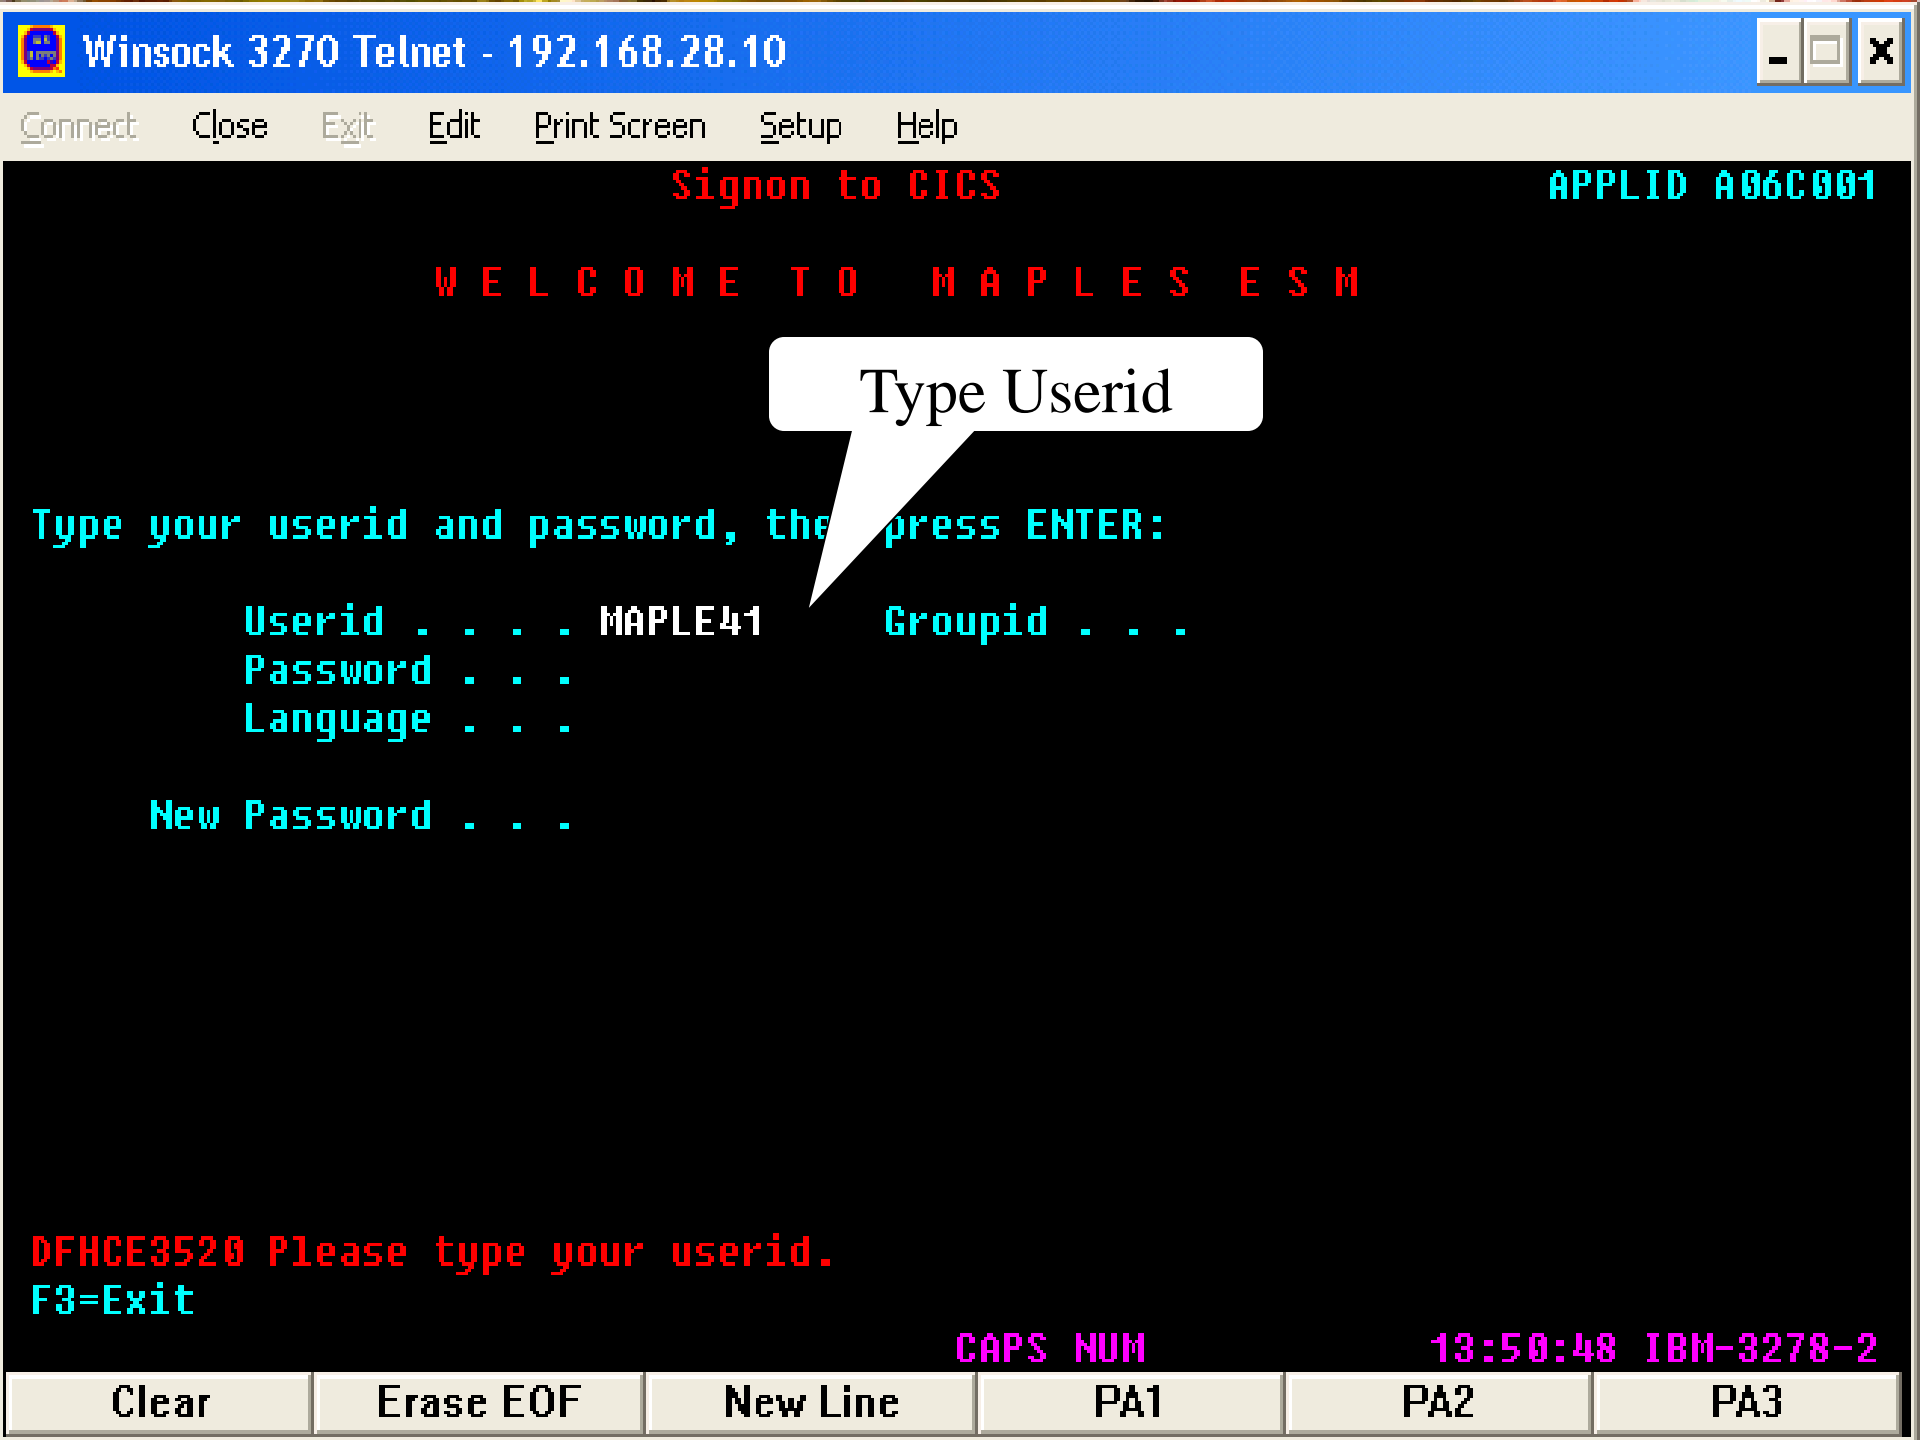 Winsock 3270 Telnet - 192.168.28.10
Connect Close Exit Edit Print Screen Setup Help
Signon to CICS APPLID A06C001
W E L C O M E T O M A P L E S E S M
Type Userid
Type your userid and password, the press ENTER:
Userid . . . . MAPLE41 Groupid . . .
Password . . .
Language . . .
New Password . . .
DFHCE3520 Please type your userid.
F3=Exit
CAPS NUM 13:50:48 IBM-3278-2
Clear Erase EOF New Line PA1 PA2 PA3